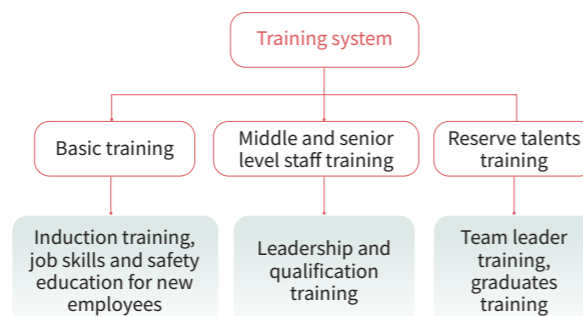 Training system
Basic training
Middle and senior
level staff training
Reserve talents
training
Induction training,
job skills and safety
education for new
employees
Leadership and
qualification
training
Team leader
training,
graduates
training